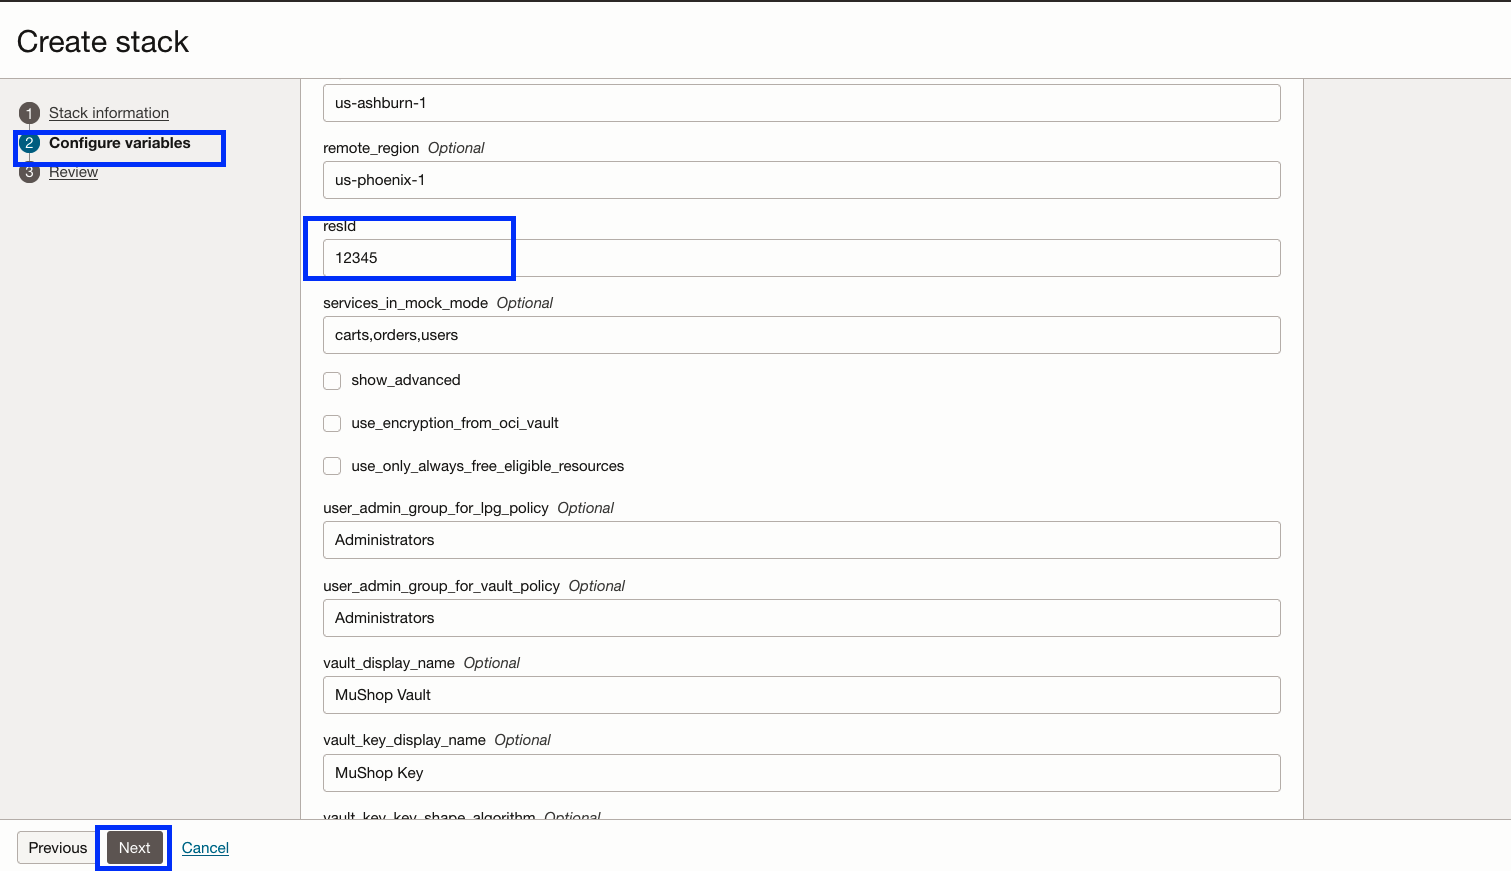 Create stack
1 Stack information
2 Configure variables
3 Review
us-ashburn-1
remote_region Optional
us-phoenix-1
resId
12345
services_in_mock_mode Optional
carts,orders,users
show_advanced
use_encryption_from_oci_vault
use_only_always_free_eligible_resources
user_admin_group_for_lpg_policy Optional
Administrators
user_admin_group_for_vault_policy Optional
Administrators
vault_display_name Optional
MuShop Vault
vault_key_display_name Optional
MuShop Key
vault_key_key_shape_algorithm Optional
Previous Next Cancel